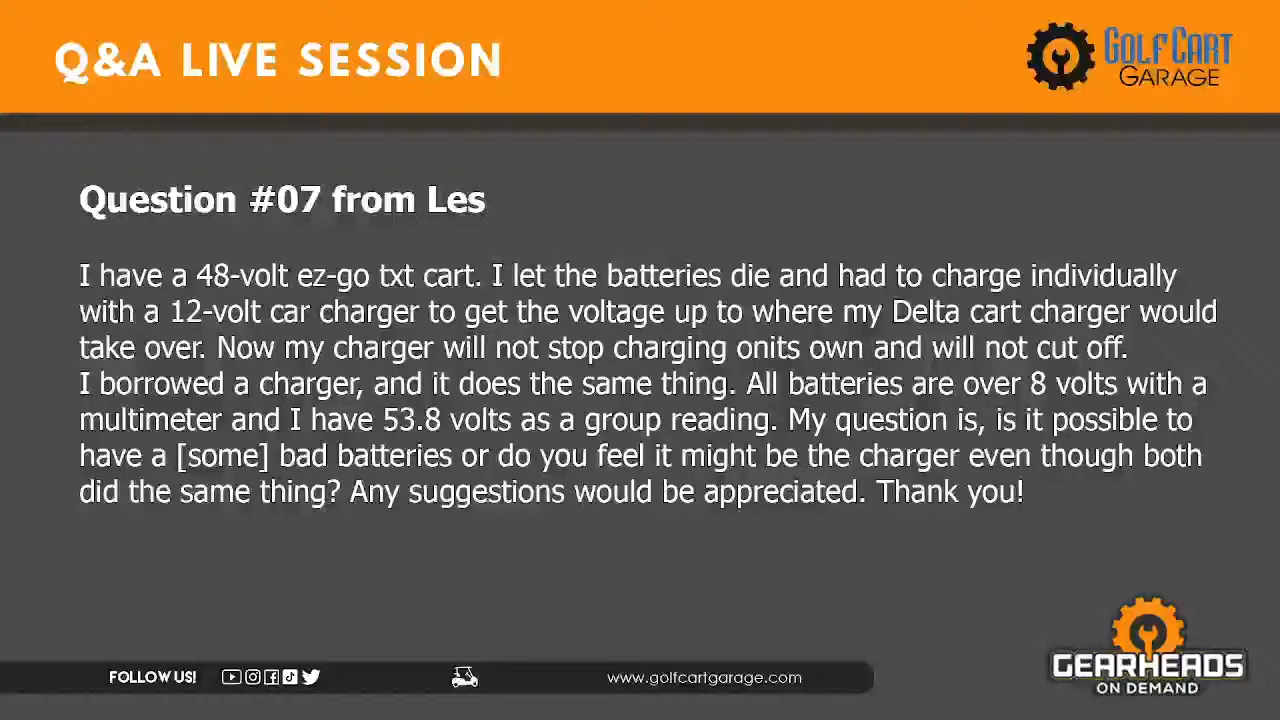 Q&A LIVE SESSION
GOLF CART
GARAGE
Question #07 from Les
I have a 48-volt ez-go txt cart. I let the batteries die and had to charge individually
with a 12-volt car charger to get the voltage up to where my Delta cart charger would
take over. Now my charger will not stop charging onits own and will not cut off.
I borrowed a charger, and it does the same thing. All batteries are over 8 volts with a
multimeter and I have 53.8 volts as a group reading. My question is, is it possible to
have a [some] bad batteries or do you feel it might be the charger even though both
did the same thing? Any suggestions would be appreciated. Thank you!
GEARHEADS
ON DEMAND
FOLLOW US!
www.golfcartgarage.com